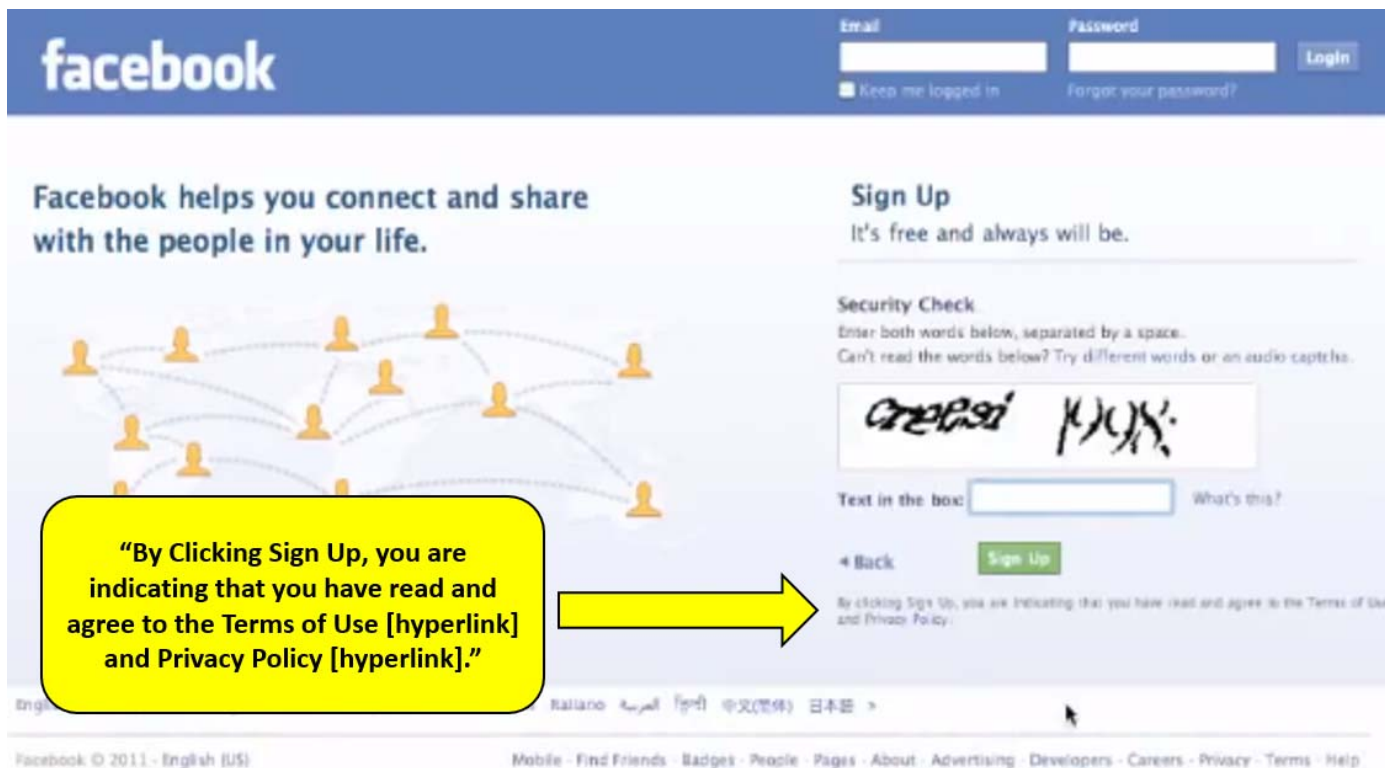 facebook
Email
Password
Login
Keep me logged in
Forgot your password?
Facebook helps you connect and share
with the people in your life.
Sign Up
It's free and always will be.
Security Check
Enter both words below, separated by a space.
Can't read the words below? Try different words or an audio captcha.
Text in the box:
What's this?
Back
Sign Up
By clicking Sign Up, you are indicating that you have read and agree to the Terms of Use
and Privacy Policy.
“By Clicking Sign Up, you are
indicating that you have read and
agree to the Terms of Use [hyperlink]
and Privacy Policy [hyperlink].”
Italiano العربية हिन्दी 中文(简体) 日本語 »
Facebook © 2011 · English (US)
Mobile · Find Friends · Badges · People · Pages · About · Advertising · Developers · Careers · Privacy · Terms · Help